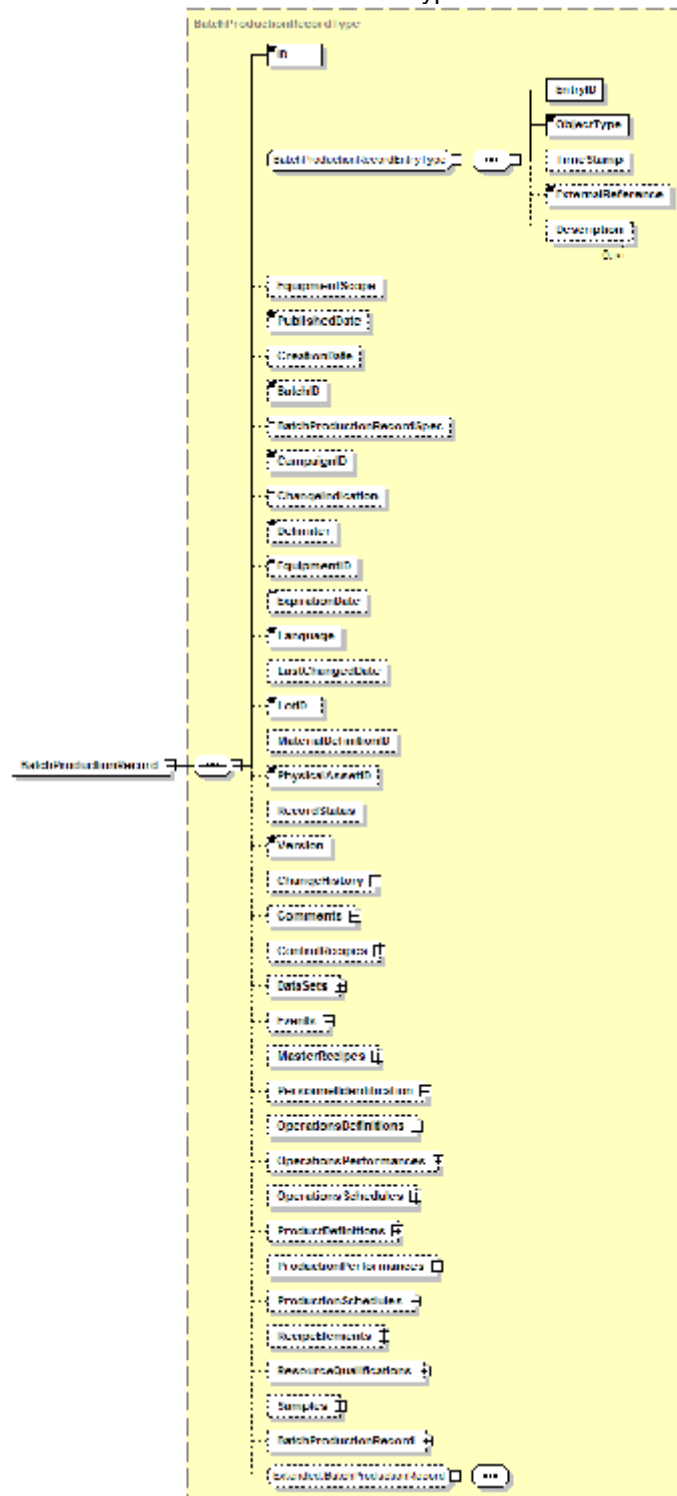 BatchProductionRecordType
ID
EntryID
ObjectType
BatchProductionRecordEntryType
TimeStamp
ExternalReference
Description
0..∞
EquipmentScope
PublishedDate
CreationDate
BatchID
BatchProductionRecordSpec
CampaignID
ChangeIndication
Delimiter
EquipmentID
ExpirationDate
Language
LastChangedDate
LotID
MaterialDefinitionID
BatchProductionRecord
PhysicalAssetID
RecordStatus
Version
ChangeHistory
Comments
ControlRecipes
DataSets
Events
MasterRecipes
PersonnelIdentification
OperationsDefinitions
OperationsPerformances
OperationsSchedules
ProductDefinitions
ProductionPerformances
ProductionSchedules
RecipeElements
ResourceQualifications
Samples
BatchProductionRecord
Extended:BatchProductionRecord